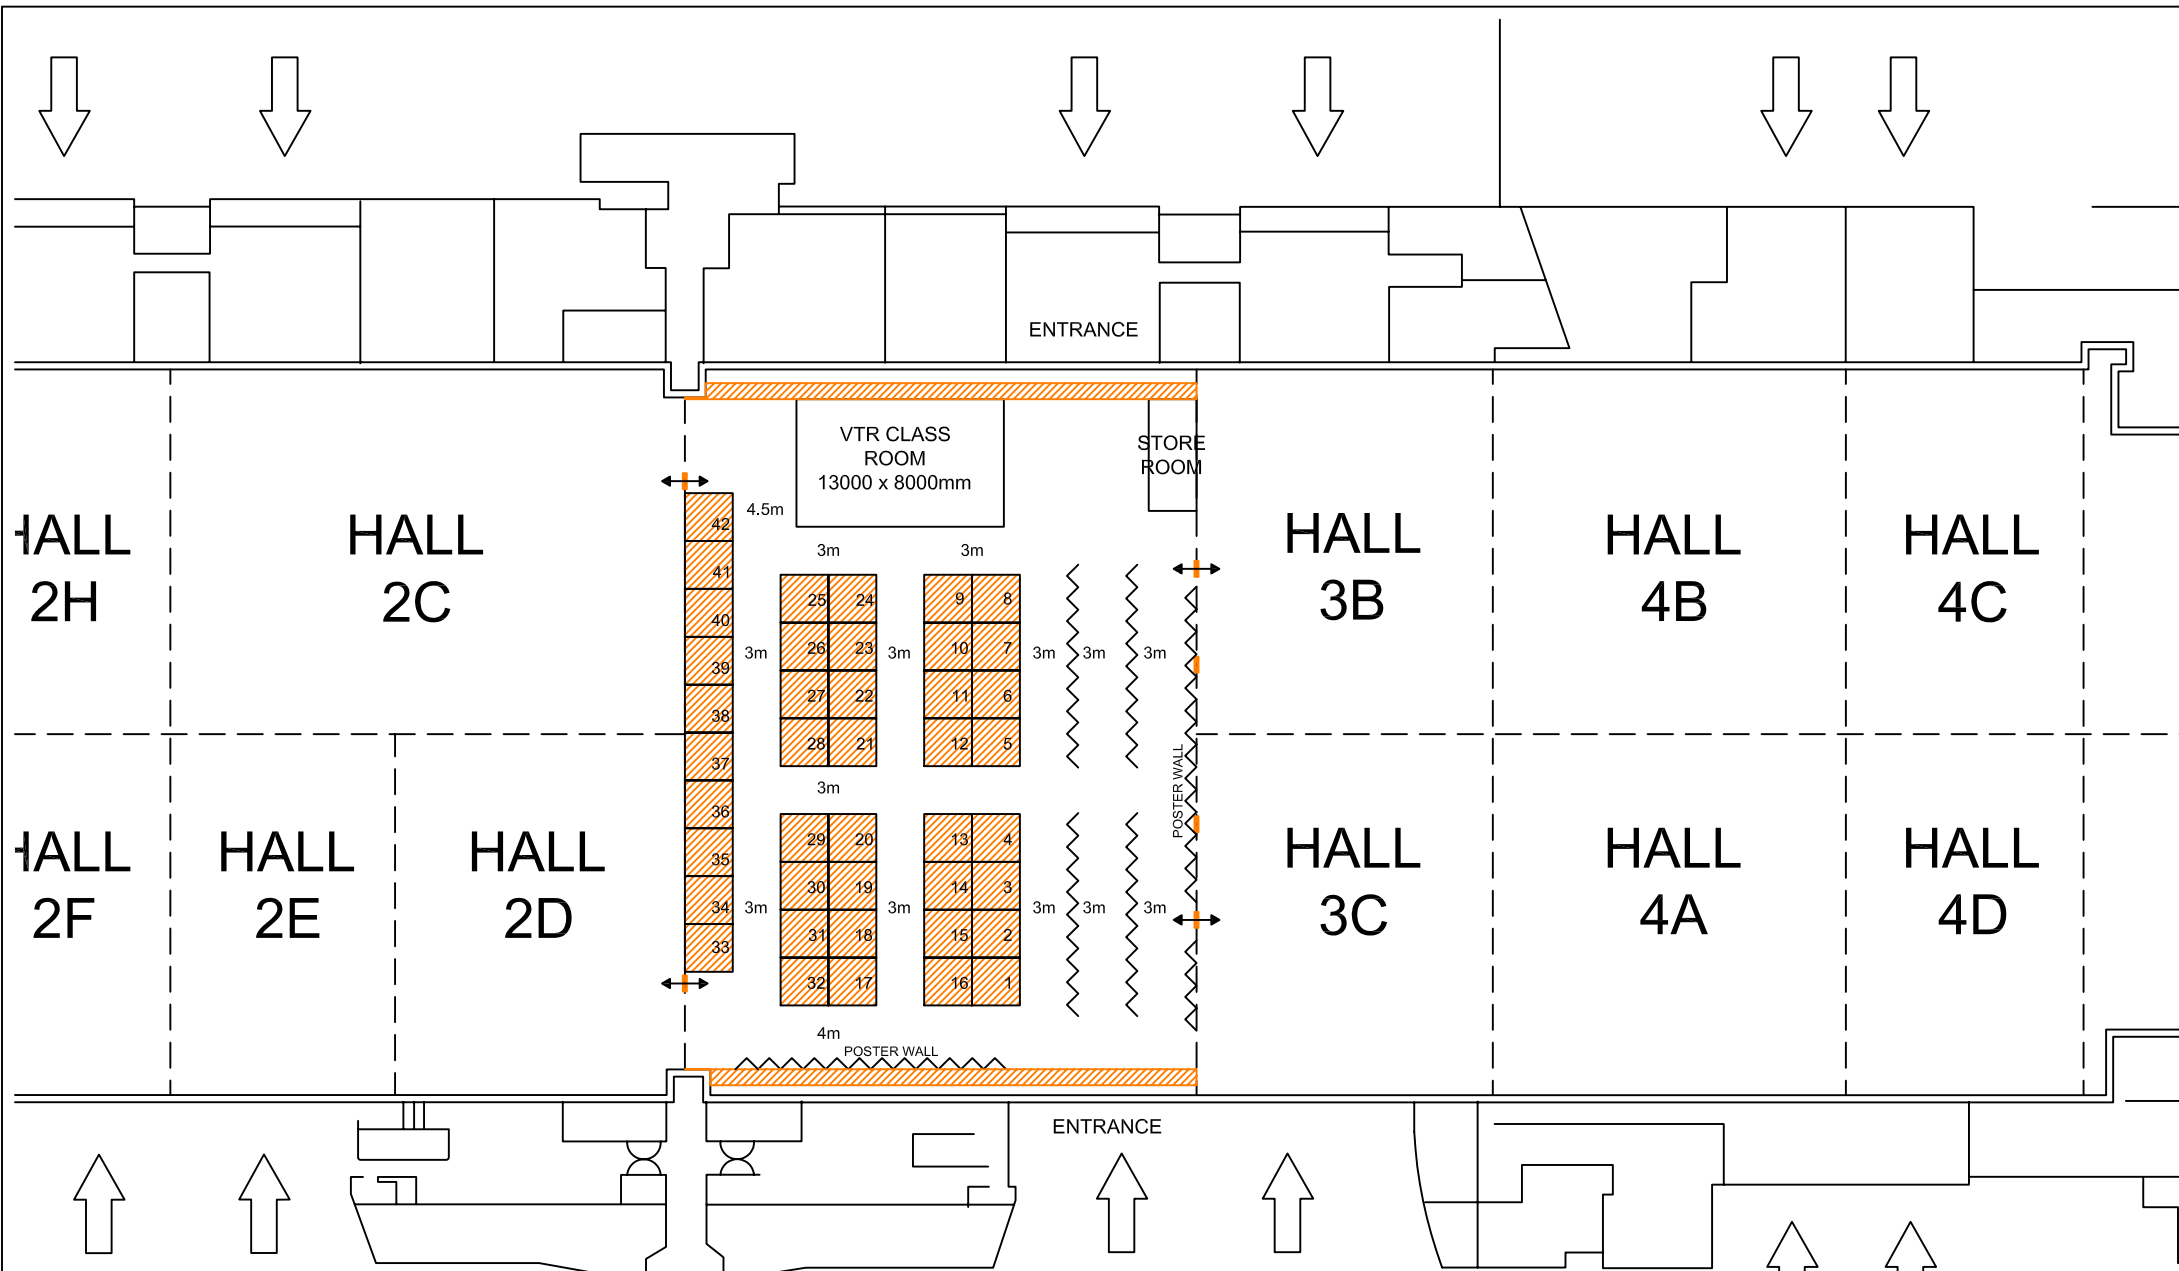 ENTRANCE
VTR CLASS
ROOM
13000 x 8000mm
STORE
ROOM
4.5m
3m
3m
HALL
2H
HALL
2C
HALL
3B
HALL
4B
HALL
4C
42
41
40
39
38
37
36
35
34
33
25 24
26 23
27 22
28 21
9 8
10 7
11 6
12 5
3m 3m 3m 3m 3m
3m
POSTER WALL
29 20
30 19
31 18
32 17
13 4
14 3
15 2
16 1
3m 3m 3m 3m 3m
HALL
2F
HALL
2E
HALL
2D
HALL
3C
HALL
4A
HALL
4D
4m
POSTER WALL
ENTRANCE